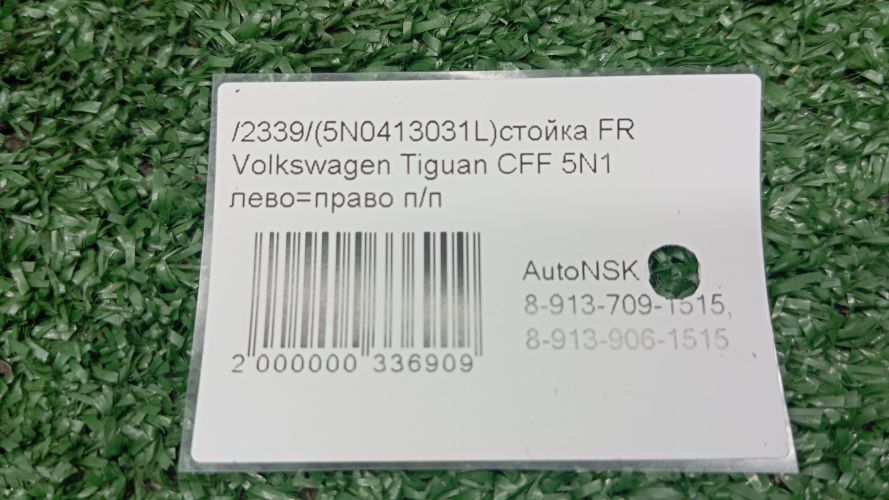 /2339/(5N0413031L)стойка FR
Volkswagen Tiguan CFF 5N1
лево=право п/п
AutoNSK
8-913-709-1515,
8-913-906-1515
2 000000 336909